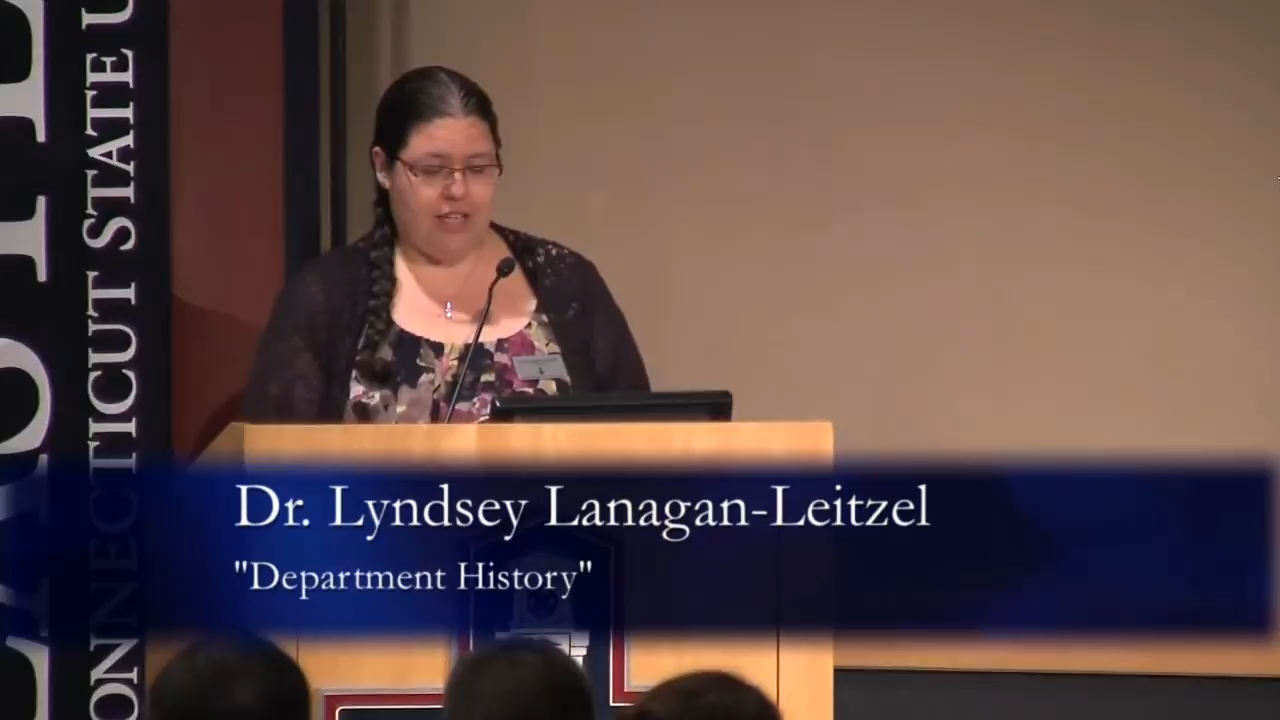 CONNECTICUT STATE U
Dr. Lyndsey Lanagan-Leitzel
"Department History"